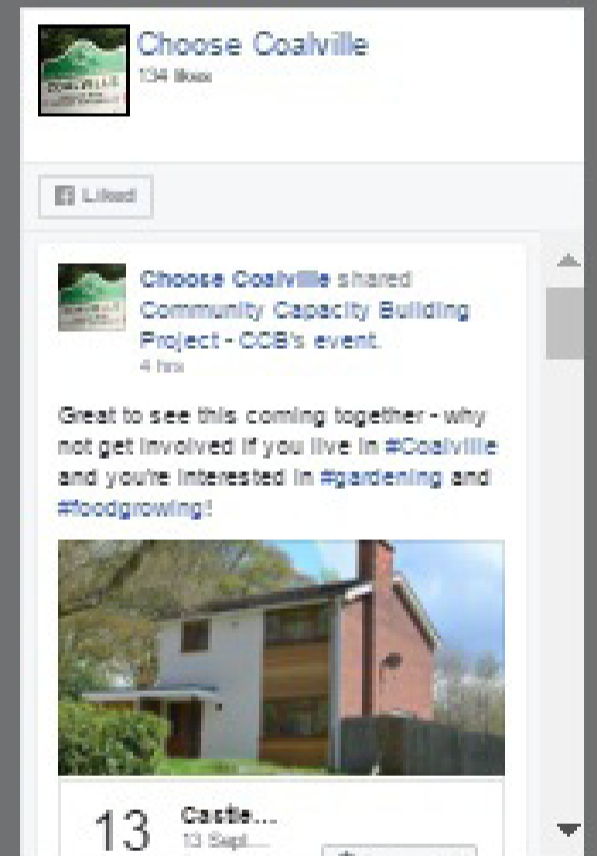 Choose Coalville
134 likes
Liked
Choose Coalville shared
Community Capacity Building
Project - CCB's event.
4 hrs
Great to see this coming together - why
not get involved if you live in #Coalville
and you're interested in #gardening and
#foodgrowing!
13
Castle...
13 Sept...